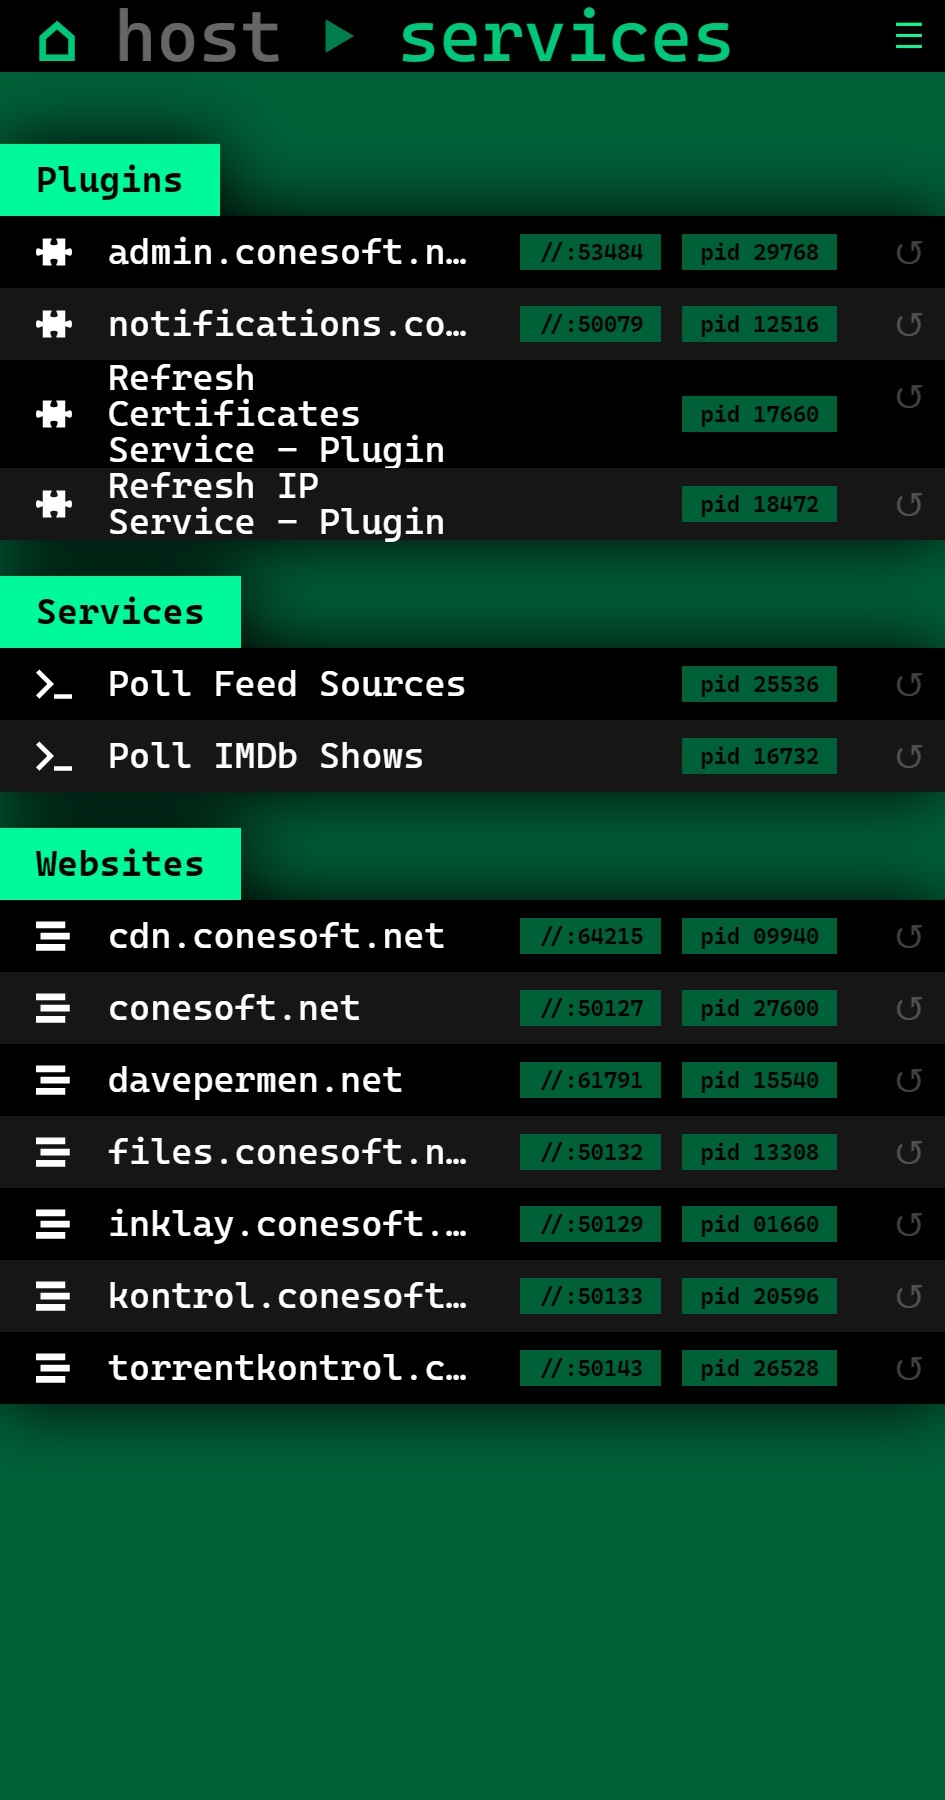 host ▶ services
Plugins
admin.conesoft.n… //:53484 pid 29768
notifications.co… //:50079 pid 12516
Refresh
Certificates
Service - Plugin pid 17660
Refresh IP
Service - Plugin pid 18472
Services
Poll Feed Sources pid 25536
Poll IMDb Shows pid 16732
Websites
cdn.conesoft.net //:64215 pid 09940
conesoft.net //:50127 pid 27600
davepermen.net //:61791 pid 15540
files.conesoft.n… //:50132 pid 13308
inklay.conesoft.… //:50129 pid 01660
kontrol.conesoft… //:50133 pid 20596
torrentkontrol.c… //:50143 pid 26528